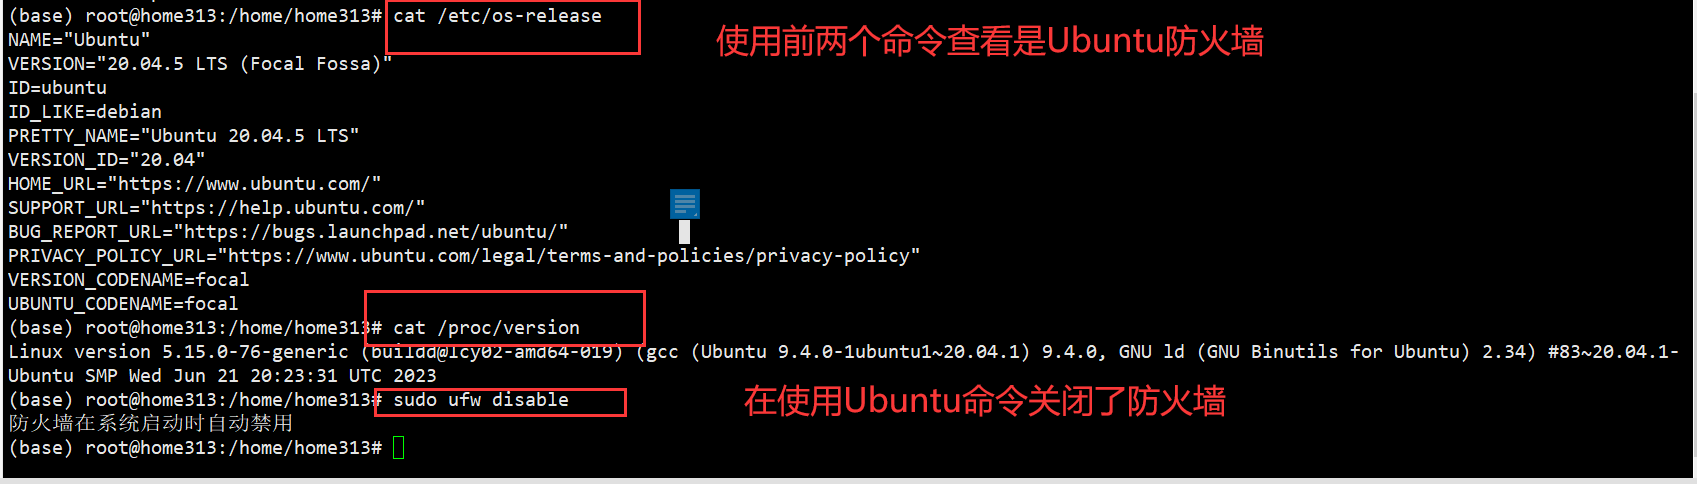 (base) root@home313:/home/home313# cat /etc/os-release
使用前两个命令查看是Ubuntu防火墙
NAME="Ubuntu"
VERSION="20.04.5 LTS (Focal Fossa)"
ID=ubuntu
ID_LIKE=debian
PRETTY_NAME="Ubuntu 20.04.5 LTS"
VERSION_ID="20.04"
HOME_URL="https://www.ubuntu.com/"
SUPPORT_URL="https://help.ubuntu.com/"
BUG_REPORT_URL="https://bugs.launchpad.net/ubuntu/"
PRIVACY_POLICY_URL="https://www.ubuntu.com/legal/terms-and-policies/privacy-policy"
VERSION_CODENAME=focal
UBUNTU_CODENAME=focal
(base) root@home313:/home/home313# cat /proc/version
Linux version 5.15.0-76-generic (buildd@lcy02-amd64-019) (gcc (Ubuntu 9.4.0-1ubuntu1~20.04.1) 9.4.0, GNU ld (GNU Binutils for Ubuntu) 2.34) #83~20.04.1-
Ubuntu SMP Wed Jun 21 20:23:31 UTC 2023
(base) root@home313:/home/home313# sudo ufw disable
在使用Ubuntu命令关闭了防火墙
防火墙在系统启动时自动禁用
(base) root@home313:/home/home313#